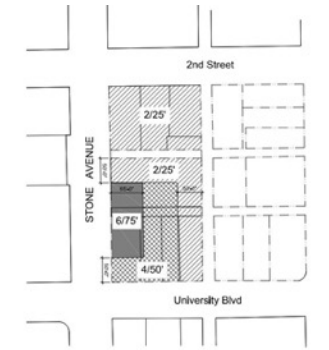 2nd Street
2/25'
STONE AVENUE
2/25'
6/75'
4/50'
University Blvd